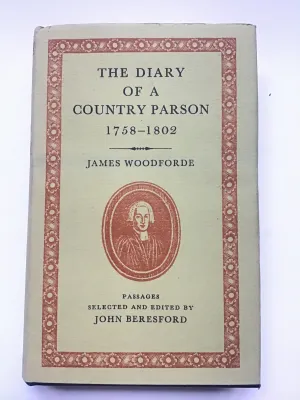 THE DIARY
OF A
COUNTRY PARSON
1758–1802
JAMES WOODFORDE
PASSAGES
SELECTED AND EDITED BY
JOHN BERESFORD